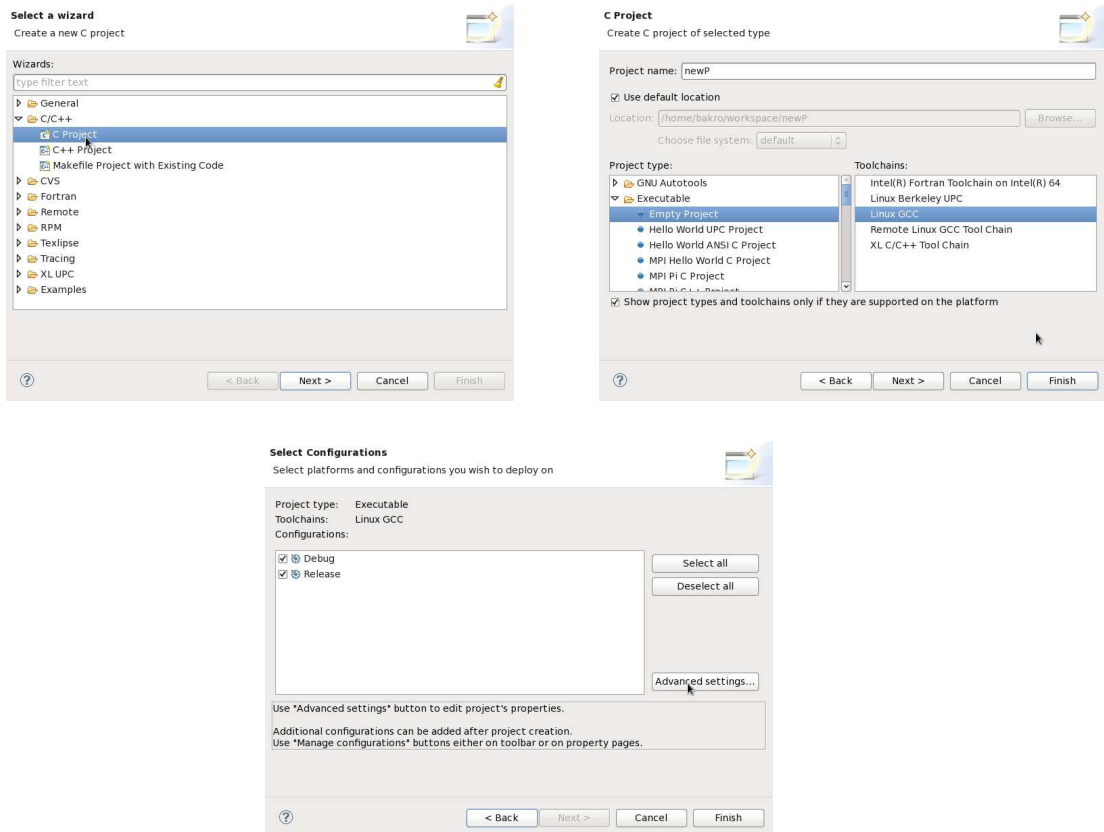 Select a wizard
Create a new C project
Wizards:
type filter text
General
C/C++
C Project
C++ Project
Makefile Project with Existing Code
CVS
Fortran
Remote
RPM
Texlipse
Tracing
XL UPC
Examples
< Back Next > Cancel Finish
C Project
Create C project of selected type
Project name: newP
Use default location
Location: /home/bakro/workspace/newP Browse...
Choose file system: default
Project type: Toolchains:
GNU Autotools Intel(R) Fortran Toolchain on Intel(R) 64
Executable Linux Berkeley UPC
Empty Project Linux GCC
Hello World UPC Project Remote Linux GCC Tool Chain
Hello World ANSI C Project XL C/C++ Tool Chain
MPI Hello World C Project
MPI Pi C Project
MPI Pi C++ Project
Show project types and toolchains only if they are supported on the platform
< Back Next > Cancel Finish
Select Configurations
Select platforms and configurations you wish to deploy on
Project type: Executable
Toolchains: Linux GCC
Configurations:
Debug Select all
Release Deselect all
Advanced settings...
Use "Advanced settings" button to edit project's properties.
Additional configurations can be added after project creation.
Use "Manage configurations" buttons either on toolbar or on property pages.
< Back Next > Cancel Finish